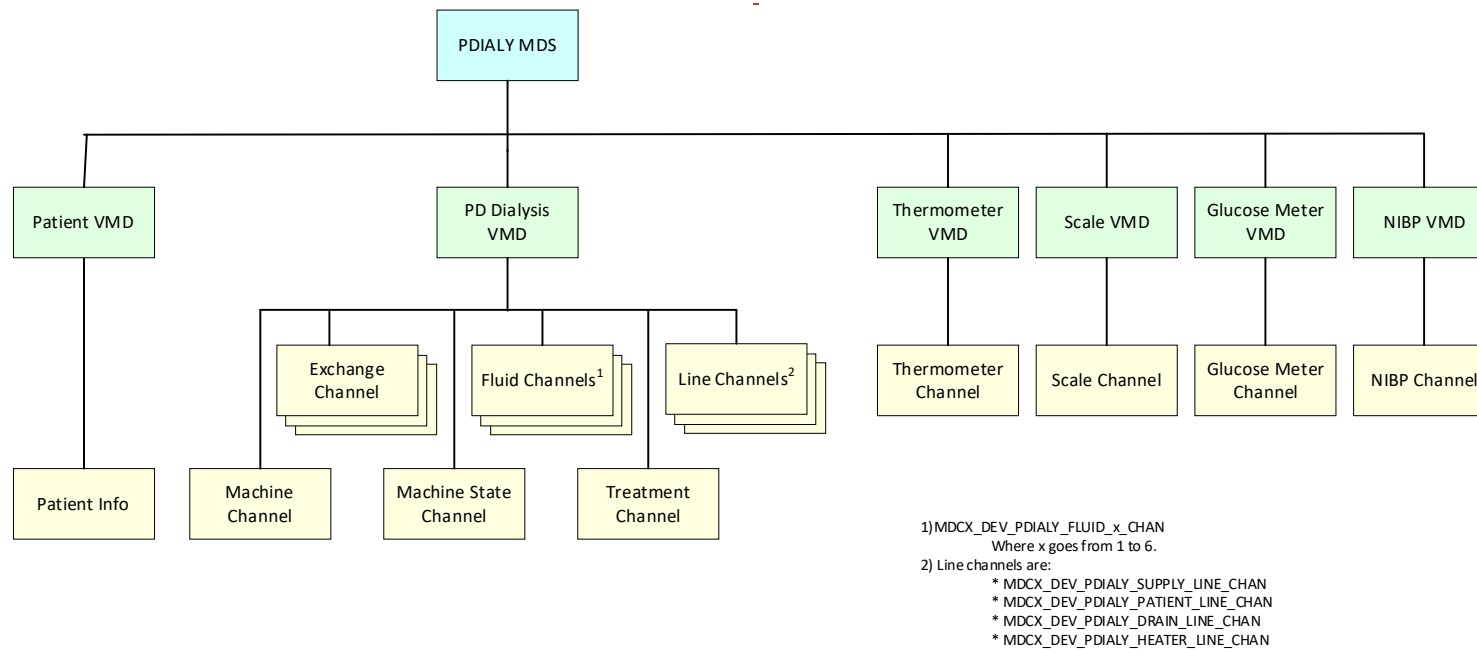 PDIALY MDS
Patient VMD
PD Dialysis
VMD
Thermometer
VMD
Scale VMD
Glucose Meter
VMD
NIBP VMD
Exchange
Channel
Fluid Channels1
Line Channels2
Thermometer
Channel
Scale Channel
Glucose Meter
Channel
NIBP Channel
Patient Info
Machine
Channel
Machine State
Channel
Treatment
Channel
1)MDCX_DEV_PDIALY_FLUID_x_CHAN
Where x goes from 1 to 6.
2) Line channels are:
* MDCX_DEV_PDIALY_SUPPLY_LINE_CHAN
* MDCX_DEV_PDIALY_PATIENT_LINE_CHAN
* MDCX_DEV_PDIALY_DRAIN_LINE_CHAN
* MDCX_DEV_PDIALY_HEATER_LINE_CHAN